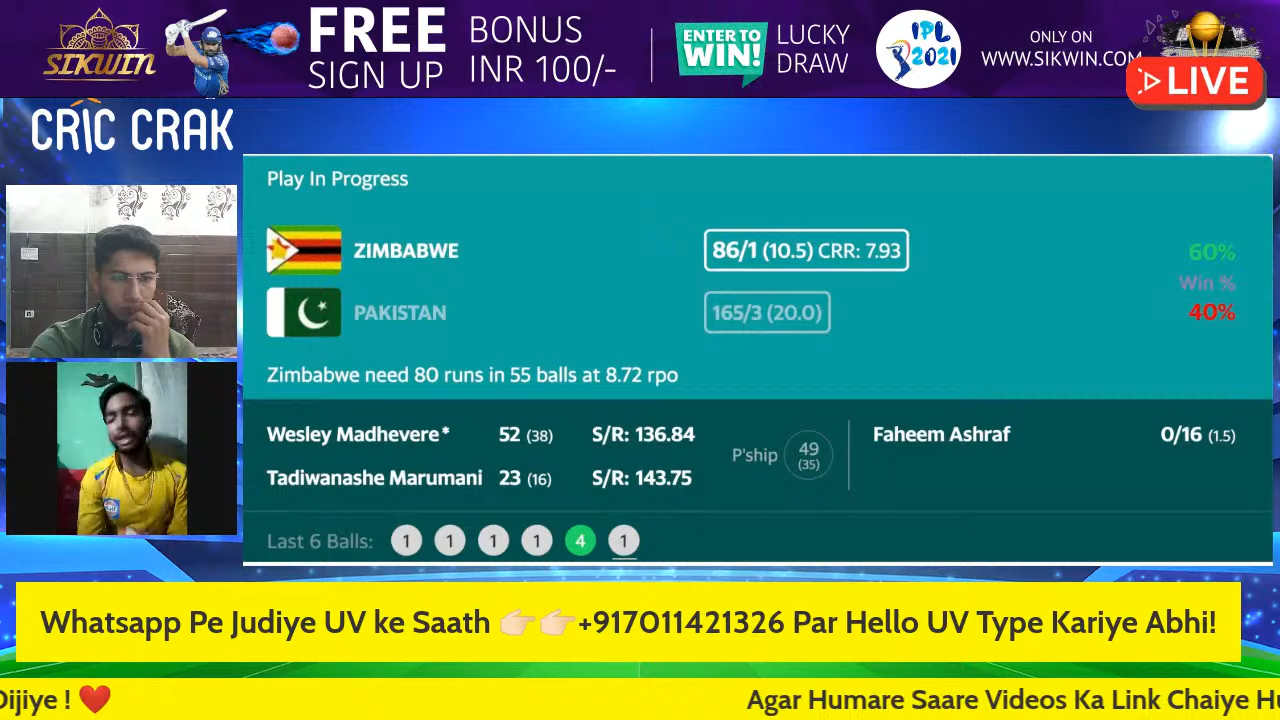 SIKWIN
FREE
SIGN UP
BONUS
INR 100/-
ENTER TO
WIN!
LUCKY
DRAW
IPL
2021
ONLY ON
WWW.SIKWIN.COM
LIVE
CRIC CRAK
Play In Progress
ZIMBABWE 86/1 (10.5) CRR: 7.93 60%
Win %
PAKISTAN 165/3 (20.0) 40%
Zimbabwe need 80 runs in 55 balls at 8.72 rpo
Wesley Madhevere* 52 (38) S/R: 136.84
Tadiwanashe Marumani 23 (16) S/R: 143.75
P'ship 49 (35)
Faheem Ashraf 0/16 (1.5)
Last 6 Balls: 1 1 1 1 4 1
Whatsapp Pe Judiye UV ke Saath 👉🏻👉🏻+917011421326 Par Hello UV Type Kariye Abhi!
Dijiye ! ❤️ Agar Humare Saare Videos Ka Link Chaiye